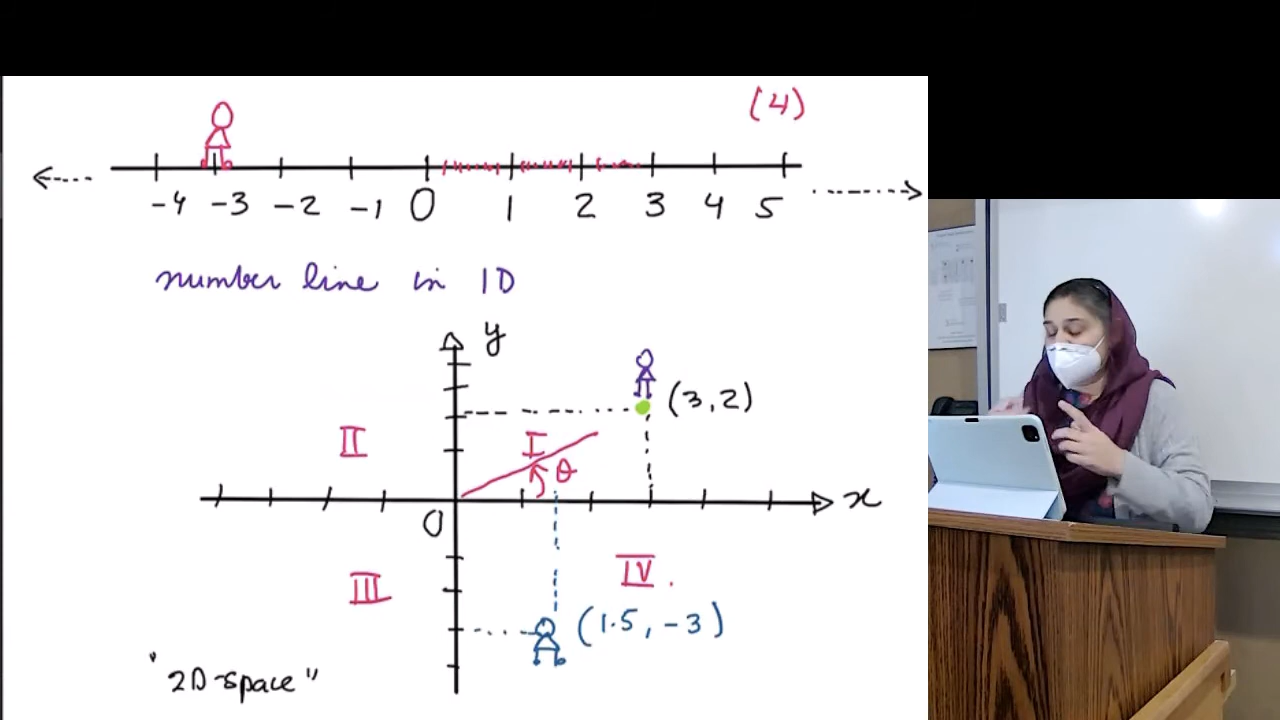 (4)
-4 -3 -2 -1 0 1 2 3 4 5
number line in 1D
y
(3,2)
II I
θ
x
0
III IV.
(1.5, -3)
"2D space"